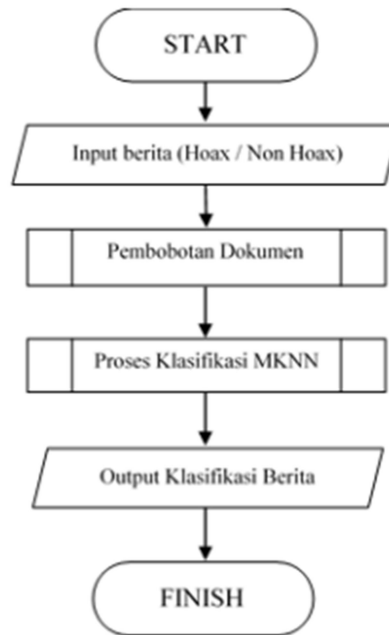 START
Input berita (Hoax / Non Hoax)
Pembobotan Dokumen
Proses Klasifikasi MKNN
Output Klasifikasi Berita
FINISH